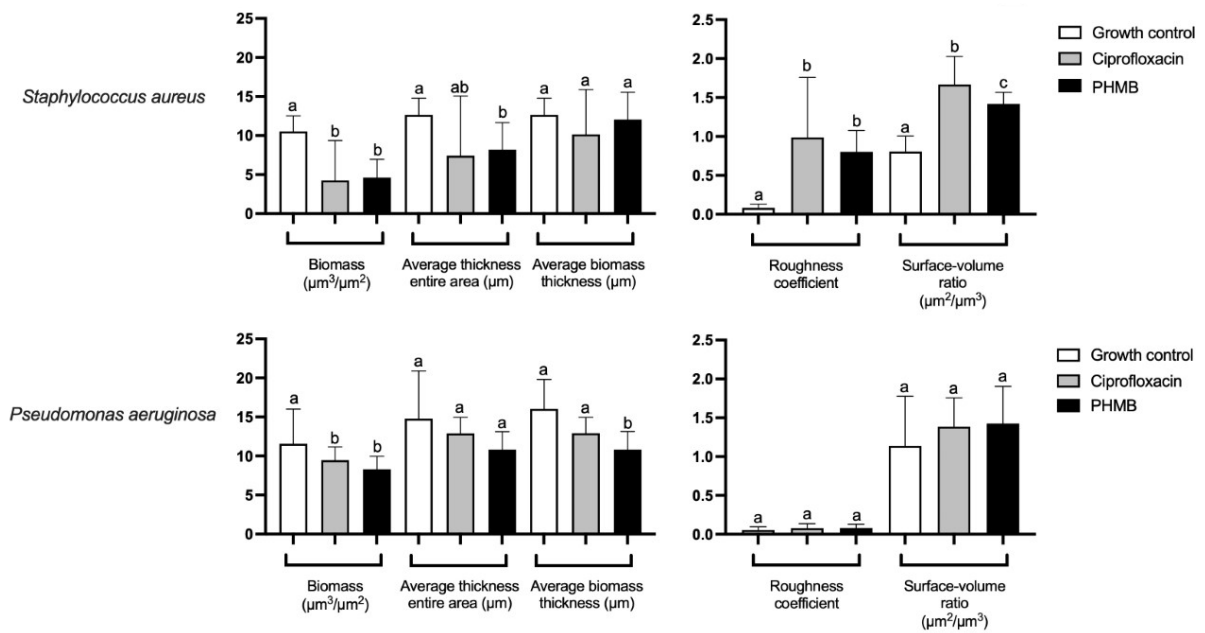 Staphylococcus aureus
25
20
15
10
5
0
a
b
b
a
ab
b
a
a
a
Biomass
(µm³/µm²)
Average thickness
entire area (µm)
Average biomass
thickness (µm)
2.5
2.0
1.5
1.0
0.5
0.0
a
b
b
a
b
c
Roughness
coefficient
Surface-volume
ratio
(µm²/µm³)
Growth control
Ciprofloxacin
PHMB
Pseudomonas aeruginosa
25
20
15
10
5
0
a
b
b
a
a
a
a
a
b
Biomass
(µm³/µm²)
Average thickness
entire area (µm)
Average biomass
thickness (µm)
2.5
2.0
1.5
1.0
0.5
0.0
a
a
a
a
a
a
Roughness
coefficient
Surface-volume
ratio
(µm²/µm³)
Growth control
Ciprofloxacin
PHMB